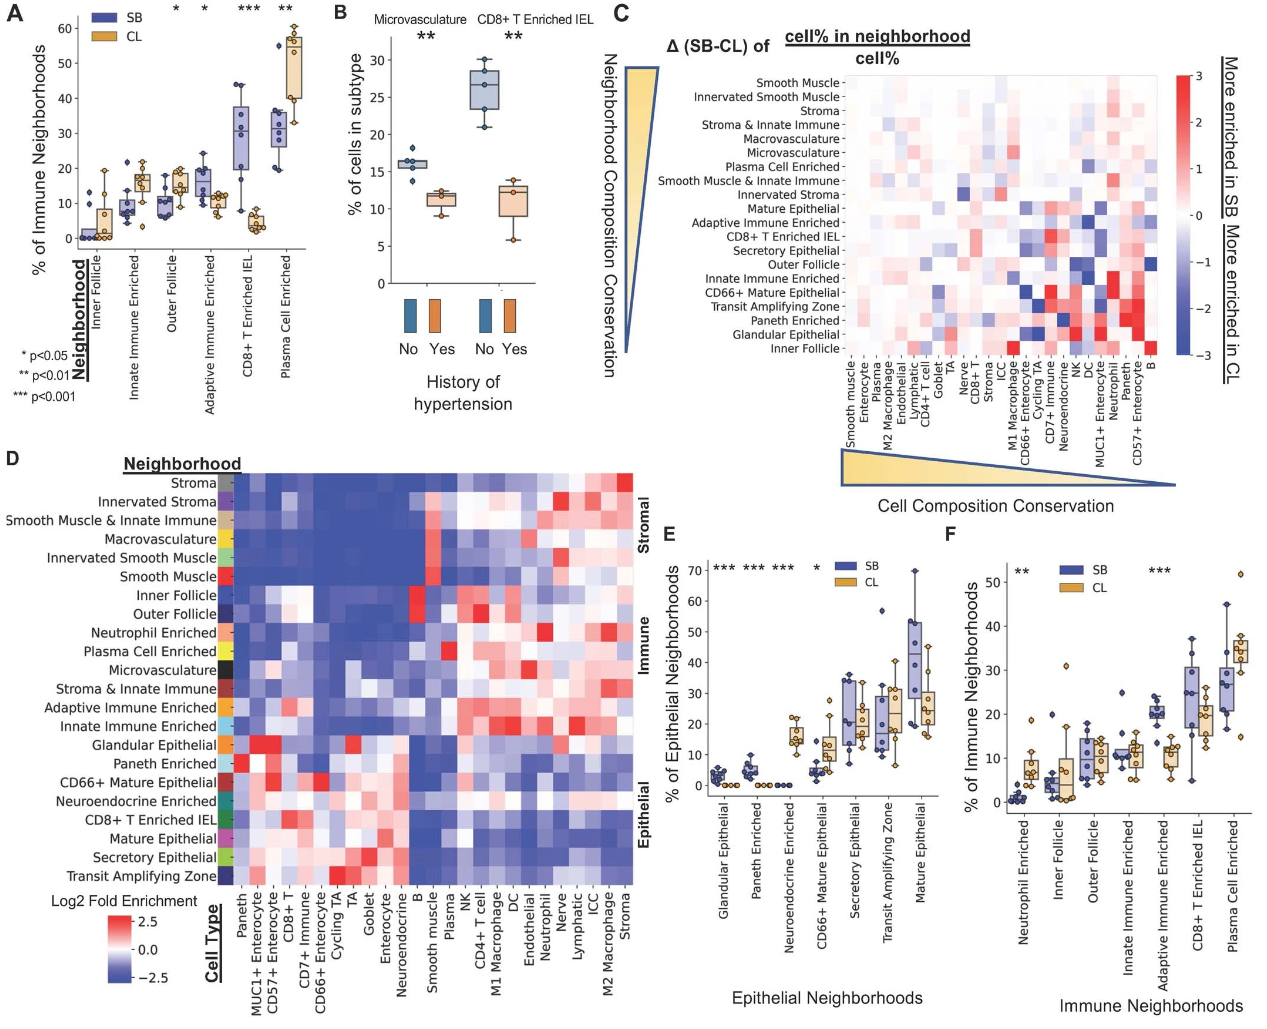 A
SB
CL
* * *** **
% of Immune Neighborhoods
60
50
40
30
20
10
0
Neighborhood
Inner Follicle
Innate Immune Enriched
Outer Follicle
Adaptive Immune Enriched
CD8+ T Enriched IEL
Plasma Cell Enriched
* p<0.05
** p<0.01
*** p<0.001
B
Microvasculature CD8+ T Enriched IEL
** **
% of cells in subtype
30
25
20
15
10
5
0
No Yes No Yes
History of
hypertension
C
Δ (SB-CL) of cell% in neighborhood
cell%
Neighborhood Composition Conservation
Smooth Muscle
Innervated Smooth Muscle
Stroma
Stroma & Innate Immune
Macrovasculature
Microvasculature
Plasma Cell Enriched
Smooth Muscle & Innate Immune
Innervated Stroma
Mature Epithelial
Adaptive Immune Enriched
CD8+ T Enriched IEL
Secretory Epithelial
Outer Follicle
Innate Immune Enriched
CD66+ Mature Epithelial
Transit Amplifying Zone
Paneth Enriched
Glandular Epithelial
Inner Follicle
Smooth muscle
Enterocyte
Plasma
M2 Macrophage
Endothelial
Lymphatic
CD4+ T cell
Goblet
TA
Nerve
CD8+ T
Stroma
ICC
M1 Macrophage
CD66+ Enterocyte
Cycling TA
CD7+ Immune
Neuroendocrine
NK
DC
MUC1+ Enterocyte
Neutrophil
Paneth
CD57+ Enterocyte
B
3
2
1
0
−1
−2
−3
More enriched in SB
More enriched in CL
Cell Composition Conservation
D
Neighborhood
Stroma
Innervated Stroma
Smooth Muscle & Innate Immune
Macrovasculature
Innervated Smooth Muscle
Smooth Muscle
Inner Follicle
Outer Follicle
Neutrophil Enriched
Plasma Cell Enriched
Microvasculature
Stroma & Innate Immune
Adaptive Immune Enriched
Innate Immune Enriched
Glandular Epithelial
Paneth Enriched
CD66+ Mature Epithelial
Neuroendocrine Enriched
CD8+ T Enriched IEL
Mature Epithelial
Secretory Epithelial
Transit Amplifying Zone
Stromal
Immune
Epithelial
Log2 Fold Enrichment
2.5
0.0
−2.5
Cell Type
Paneth
MUC1+ Enterocyte
CD57+ Enterocyte
CD8+ T
CD7+ Immune
CD66+ Enterocyte
Cycling TA
TA
Goblet
Enterocyte
Neuroendocrine
B
Smooth muscle
Plasma
NK
CD4+ T cell
M1 Macrophage
DC
Endothelial
Neutrophil
Nerve
Lymphatic
ICC
M2 Macrophage
Stroma
E
SB
CL
*** *** *** *
% of Epithelial Neighborhoods
70
60
50
40
30
20
10
0
Glandular Epithelial
Paneth Enriched
Neuroendocrine Enriched
CD66+ Mature Epithelial
Secretory Epithelial
Transit Amplifying Zone
Mature Epithelial
Epithelial Neighborhoods
F
SB
CL
** ***
% of Immune Neighborhoods
50
40
30
20
10
0
Neutrophil Enriched
Inner Follicle
Outer Follicle
Innate Immune Enriched
Adaptive Immune Enriched
CD8+ T Enriched IEL
Plasma Cell Enriched
Immune Neighborhoods